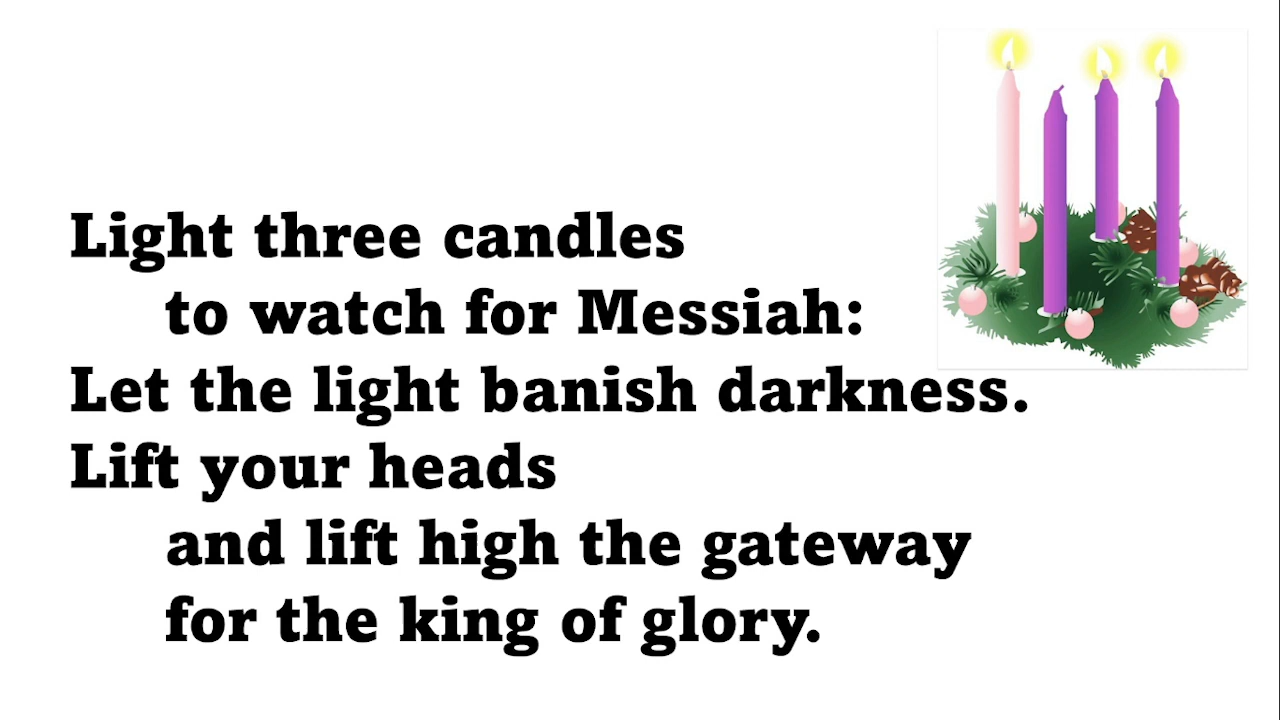 Light three candles
to watch for Messiah:
Let the light banish darkness.
Lift your heads
and lift high the gateway
for the king of glory.